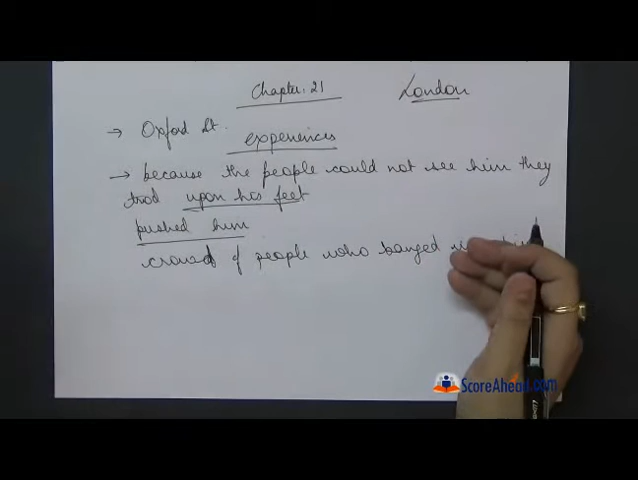 Chapter. 21
London
→ Oxford St.
experiences
→ because the people could not see him they
trod upon his feet
pushed him
crowd of people who banged
ScoreAhead.com